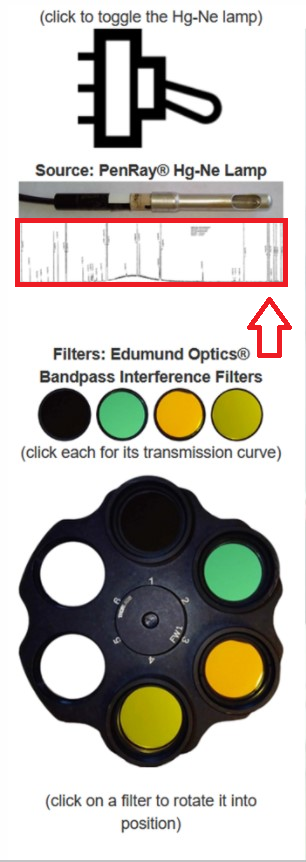 (click to toggle the Hg-Ne lamp)
Source: PenRay® Hg-Ne Lamp
Filters: Edumund Optics®
Bandpass Interference Filters
(click each for its transmission curve)
1
2
3
4
5
6
FW1
(click on a filter to rotate it into
position)